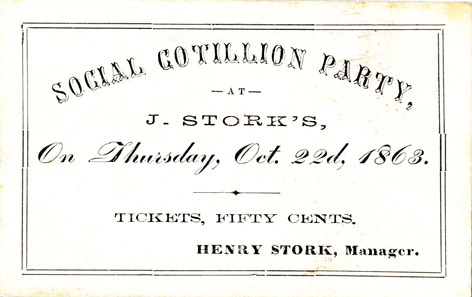 SOCIAL COTILLION PARTY,
— AT —
J. STORK'S,
On Thursday, Oct. 22d, 1863.
TICKETS, FIFTY CENTS.
HENRY STORK, Manager.